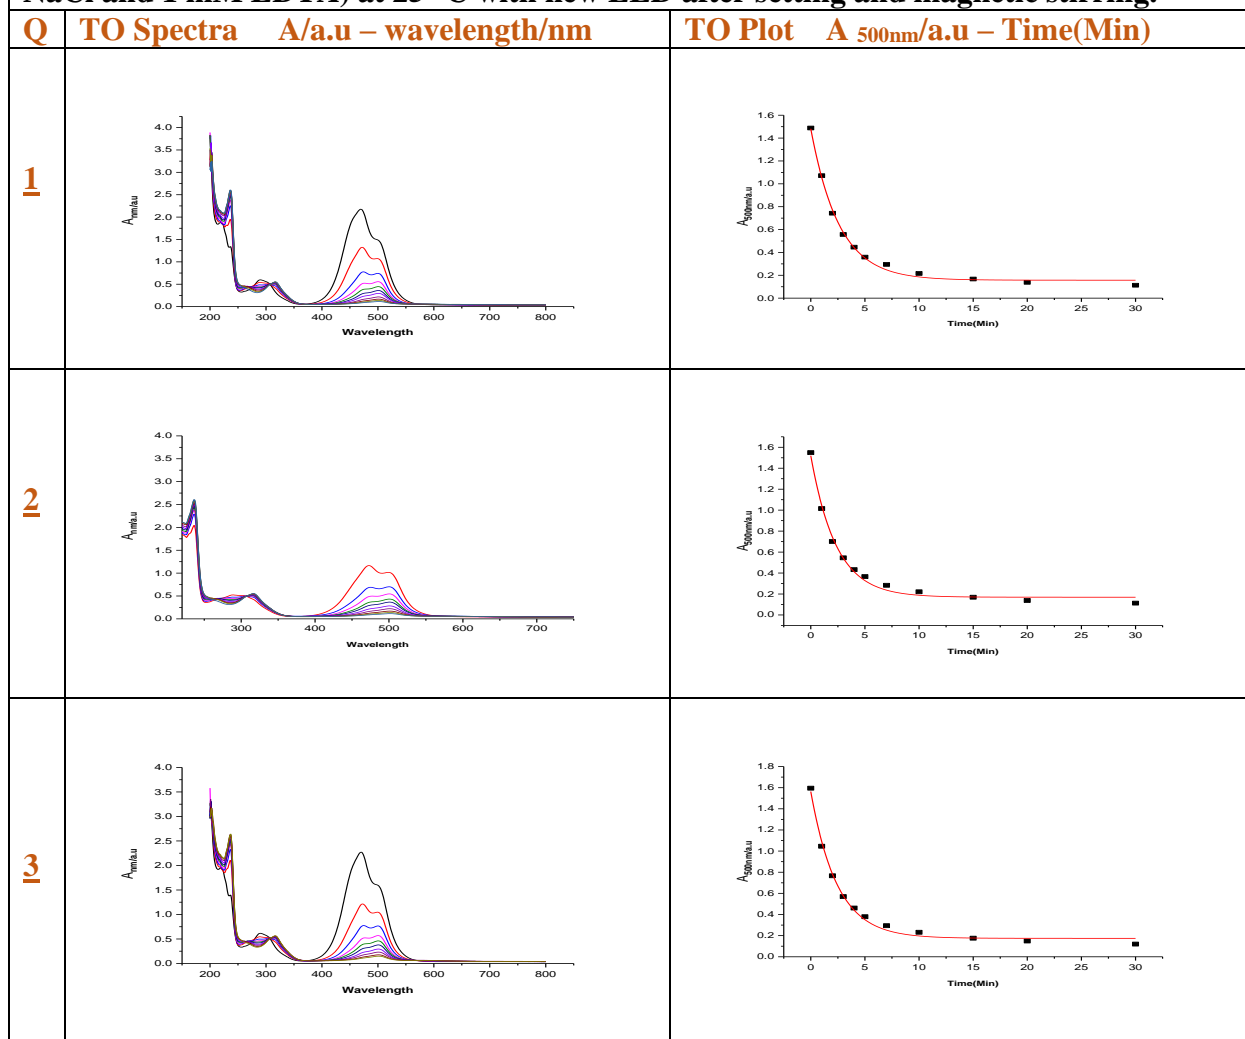 NaCl and 1 mM EDTA) at 25 °C with new LED after setting and magnetic stirring.
Q TO Spectra A/a.u – wavelength/nm TO Plot A 500nm/a.u – Time(Min)
1
A nm/a.u
4.0
3.5
3.0
2.5
2.0
1.5
1.0
0.5
0.0
200 300 400 500 600 700 800
Wavelength
A500nm/a.u
1.6
1.4
1.2
1.0
0.8
0.6
0.4
0.2
0.0
0 5 10 15 20 25 30
Time(Min)
2
A nm/a.u
4.0
3.5
3.0
2.5
2.0
1.5
1.0
0.5
0.0
300 400 500 600 700
Wavelength
A500nm/a.u
1.6
1.4
1.2
1.0
0.8
0.6
0.4
0.2
0.0
0 5 10 15 20 25 30
Time(Min)
3
A nm/a.u
4.0
3.5
3.0
2.5
2.0
1.5
1.0
0.5
0.0
200 300 400 500 600 700 800
Wavelength
A500nm/a.u
1.8
1.6
1.4
1.2
1.0
0.8
0.6
0.4
0.2
0.0
0 5 10 15 20 25 30
Time(Min)